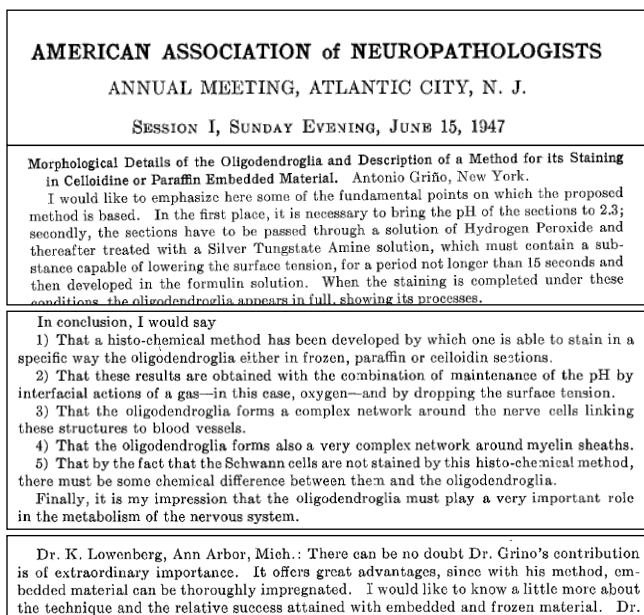 AMERICAN ASSOCIATION of NEUROPATHOLOGISTS
ANNUAL MEETING, ATLANTIC CITY, N. J.
SESSION I, SUNDAY EVENING, JUNE 15, 1947
Morphological Details of the Oligodendroglia and Description of a Method for its Staining
in Celloidine or Paraffin Embedded Material. Antonio Griño, New York.
I would like to emphasize here some of the fundamental points on which the proposed
method is based. In the first place, it is necessary to bring the pH of the sections to 2.3;
secondly, the sections have to be passed through a solution of Hydrogen Peroxide and
thereafter treated with a Silver Tungstate Amine solution, which must contain a sub-
stance capable of lowering the surface tension, for a period not longer than 15 seconds and
then developed in the formulin solution. When the staining is completed under these
conditions, the oligodendroglia appears in full, showing its processes.
In conclusion, I would say
1) That a histo-chemical method has been developed by which one is able to stain in a
specific way the oligodendroglia either in frozen, paraffin or celloidin sections.
2) That these results are obtained with the combination of maintenance of the pH by
interfacial actions of a gas—in this case, oxygen—and by dropping the surface tension.
3) That the oligodendroglia forms a complex network around the nerve cells linking
these structures to blood vessels.
4) That the oligodendroglia forms also a very complex network around myelin sheaths.
5) That by the fact that the Schwann cells are not stained by this histo-chemical method,
there must be some chemical difference between them and the oligodendroglia.
Finally, it is my impression that the oligodendroglia must play a very important role
in the metabolism of the nervous system.
Dr. K. Lowenberg, Ann Arbor, Mich.: There can be no doubt Dr. Grino's contribution
is of extraordinary importance. It offers great advantages, since with his method, em-
bedded material can be thoroughly impregnated. I would like to know a little more about
the technique and the relative success attained with embedded and frozen material. Dr.